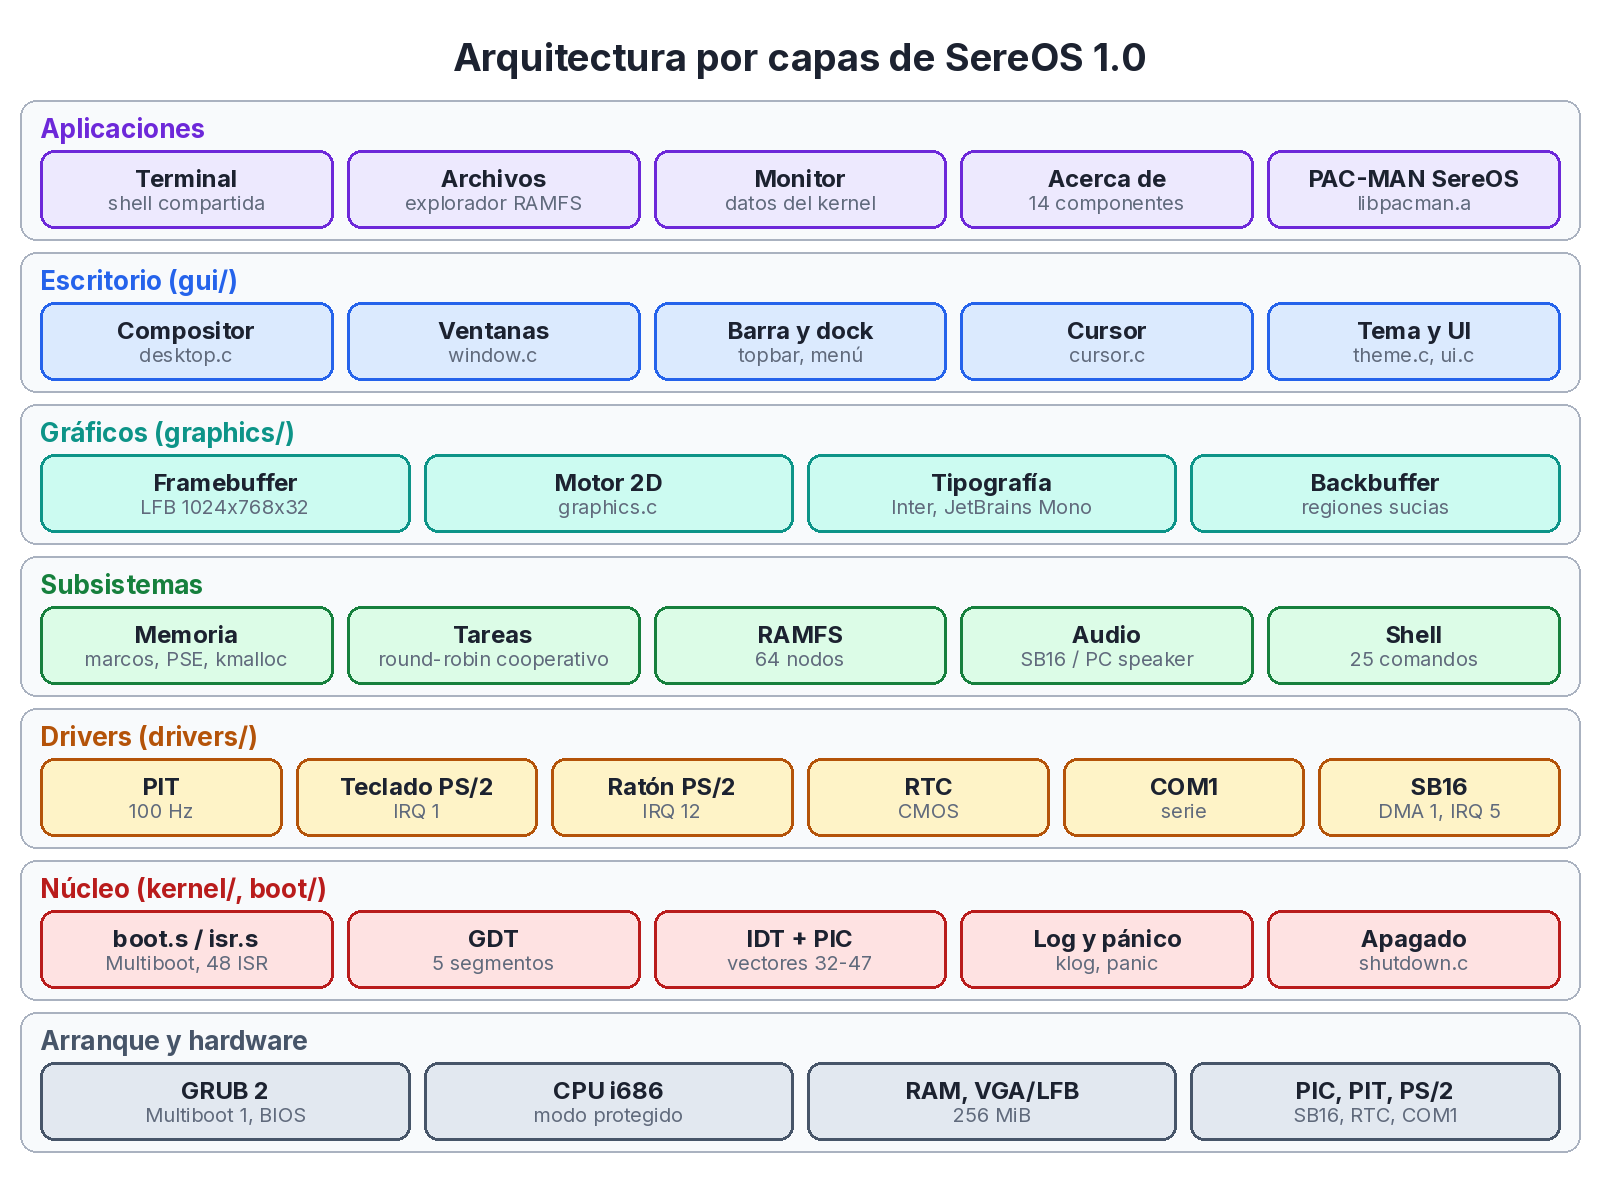 Arquitectura por capas de SereOS 1.0
Aplicaciones
Terminal
shell compartida
Archivos
explorador RAMFS
Monitor
datos del kernel
Acerca de
14 componentes
PAC-MAN SereOS
libpacman.a
Escritorio (gui/)
Compositor
desktop.c
Ventanas
window.c
Barra y dock
topbar, menú
Cursor
cursor.c
Tema y UI
theme.c, ui.c
Gráficos (graphics/)
Framebuffer
LFB 1024x768x32
Motor 2D
graphics.c
Tipografía
Inter, JetBrains Mono
Backbuffer
regiones sucias
Subsistemas
Memoria
marcos, PSE, kmalloc
Tareas
round-robin cooperativo
RAMFS
64 nodos
Audio
SB16 / PC speaker
Shell
25 comandos
Drivers (drivers/)
PIT
100 Hz
Teclado PS/2
IRQ 1
Ratón PS/2
IRQ 12
RTC
CMOS
COM1
serie
SB16
DMA 1, IRQ 5
Núcleo (kernel/, boot/)
boot.s / isr.s
Multiboot, 48 ISR
GDT
5 segmentos
IDT + PIC
vectores 32-47
Log y pánico
klog, panic
Apagado
shutdown.c
Arranque y hardware
GRUB 2
Multiboot 1, BIOS
CPU i686
modo protegido
RAM, VGA/LFB
256 MiB
PIC, PIT, PS/2
SB16, RTC, COM1